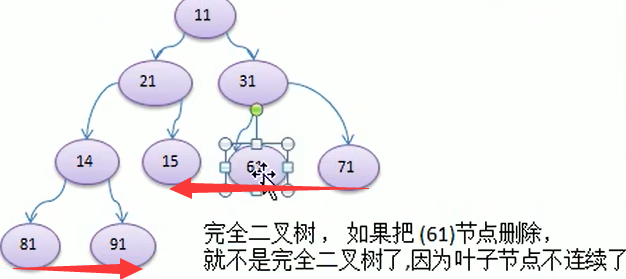 11
21 31
14 15 61 71
81 91
完全二叉树， 如果把 (61)节点删除，
就不是完全二叉树了,因为叶子节点不连续了